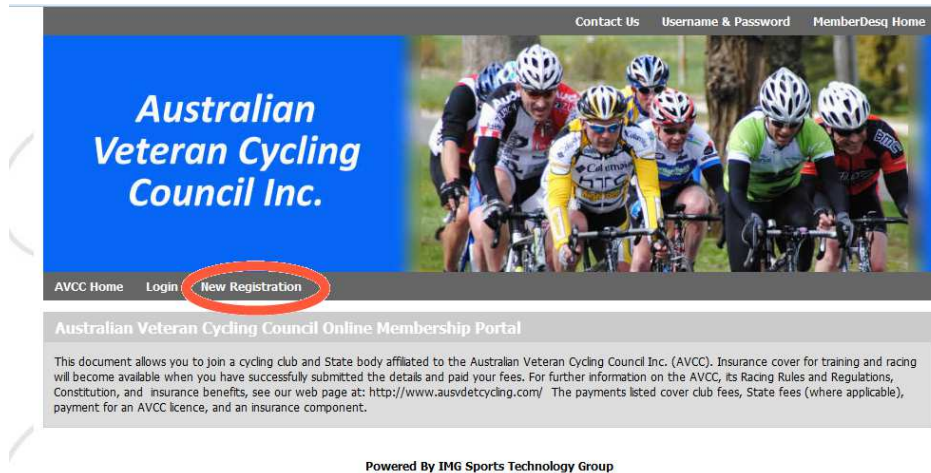 Contact Us Username & Password MemberDesq Home
Australian
Veteran Cycling
Council Inc.
AVCC Home Login New Registration
Australian Veteran Cycling Council Online Membership Portal
This document allows you to join a cycling club and State body affiliated to the Australian Veteran Cycling Council Inc. (AVCC). Insurance cover for training and racing
will become available when you have successfully submitted the details and paid your fees. For further information on the AVCC, its Racing Rules and Regulations,
Constitution, and insurance benefits, see our web page at: http://www.ausvdetcycling.com/ The payments listed cover club fees, State fees (where applicable),
payment for an AVCC licence, and an insurance component.
Powered By IMG Sports Technology Group